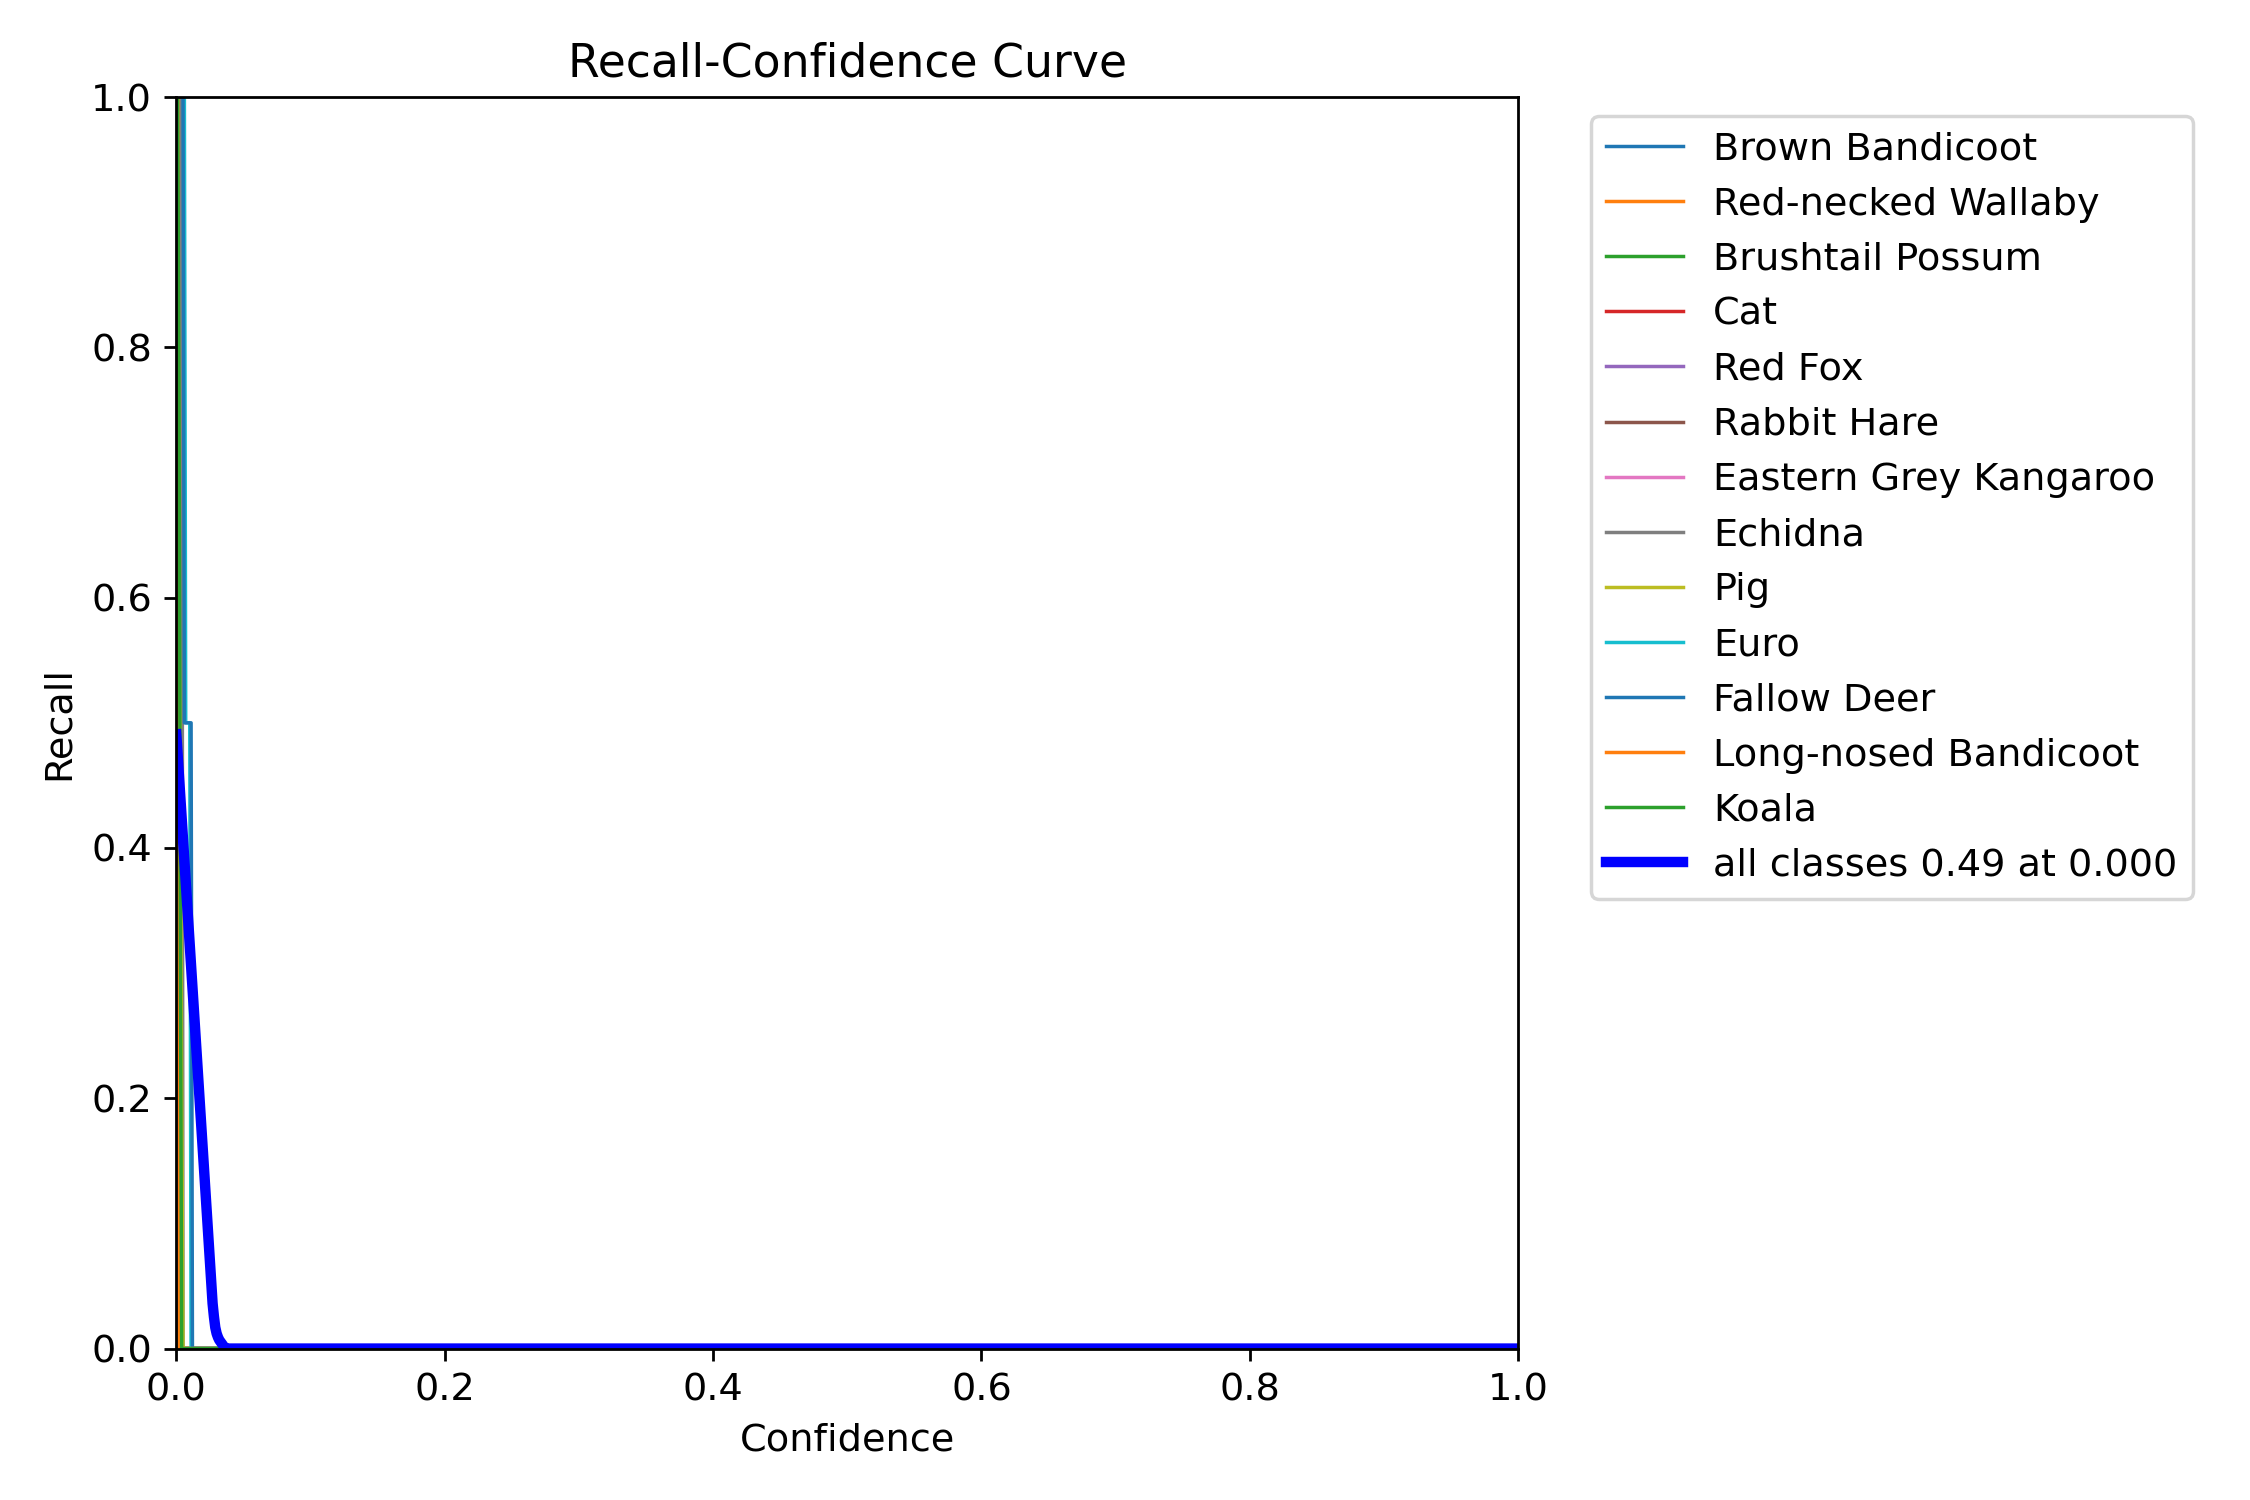 Recall-Confidence Curve
1.0
0.8
0.6
0.4
0.2
0.0
Recall
0.0 0.2 0.4 0.6 0.8 1.0
Confidence
Brown Bandicoot
Red-necked Wallaby
Brushtail Possum
Cat
Red Fox
Rabbit Hare
Eastern Grey Kangaroo
Echidna
Pig
Euro
Fallow Deer
Long-nosed Bandicoot
Koala
all classes 0.49 at 0.000